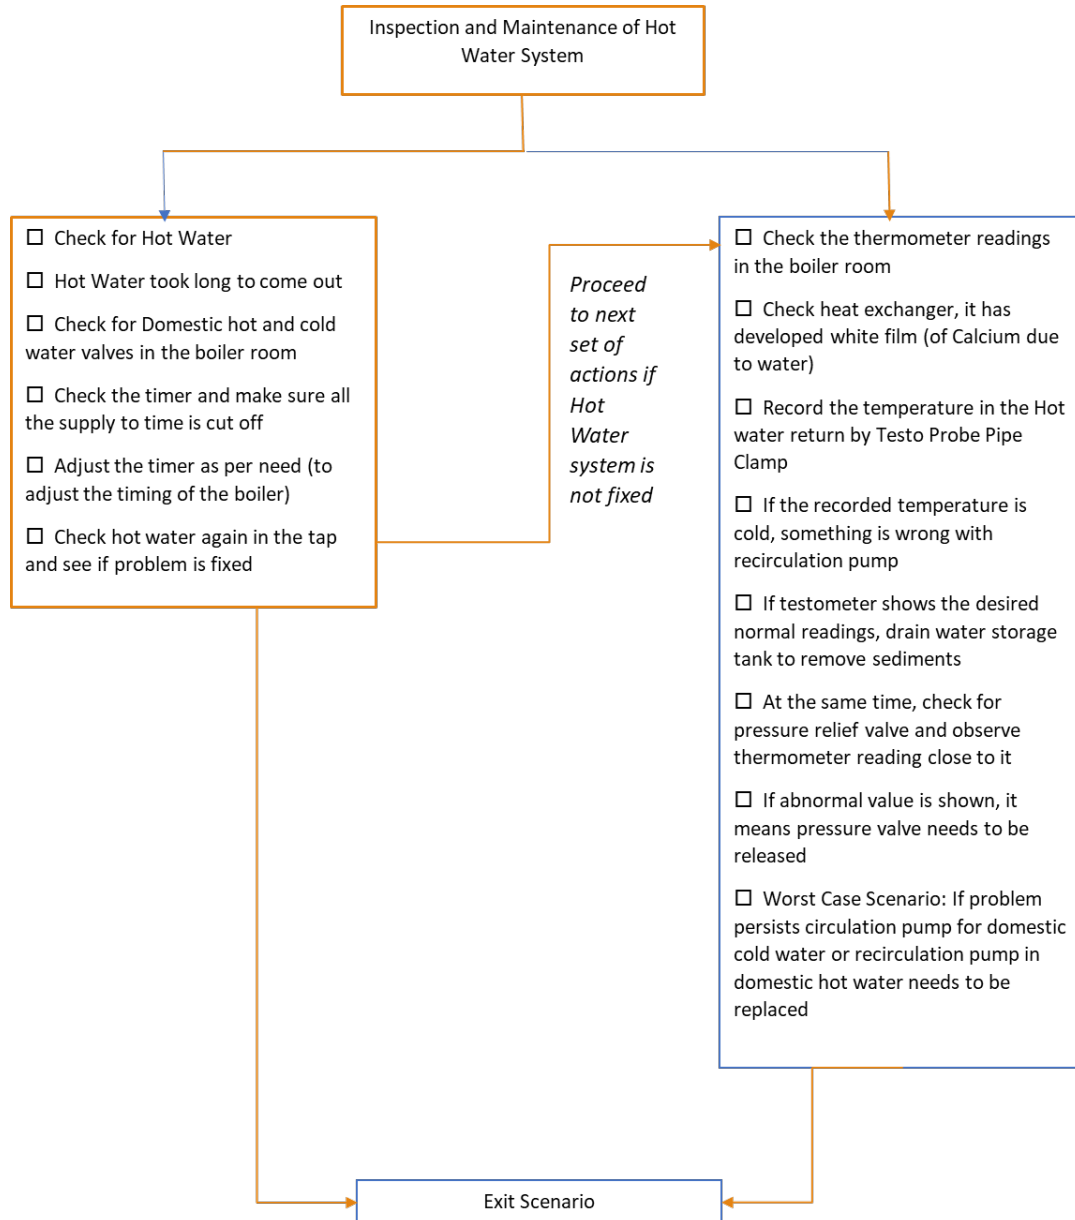 Inspection and Maintenance of Hot
Water System
☐ Check for Hot Water
☐ Hot Water took long to come out
☐ Check for Domestic hot and cold
water valves in the boiler room
☐ Check the timer and make sure all
the supply to time is cut off
☐ Adjust the timer as per need (to
adjust the timing of the boiler)
☐ Check hot water again in the tap
and see if problem is fixed
Proceed
to next
set of
actions if
Hot
Water
system is
not fixed
☐ Check the thermometer readings
in the boiler room
☐ Check heat exchanger, it has
developed white film (of Calcium due
to water)
☐ Record the temperature in the Hot
water return by Testo Probe Pipe
Clamp
☐ If the recorded temperature is
cold, something is wrong with
recirculation pump
☐ If testometer shows the desired
normal readings, drain water storage
tank to remove sediments
☐ At the same time, check for
pressure relief valve and observe
thermometer reading close to it
☐ If abnormal value is shown, it
means pressure valve needs to be
released
☐ Worst Case Scenario: If problem
persists circulation pump for domestic
cold water or recirculation pump in
domestic hot water needs to be
replaced
Exit Scenario